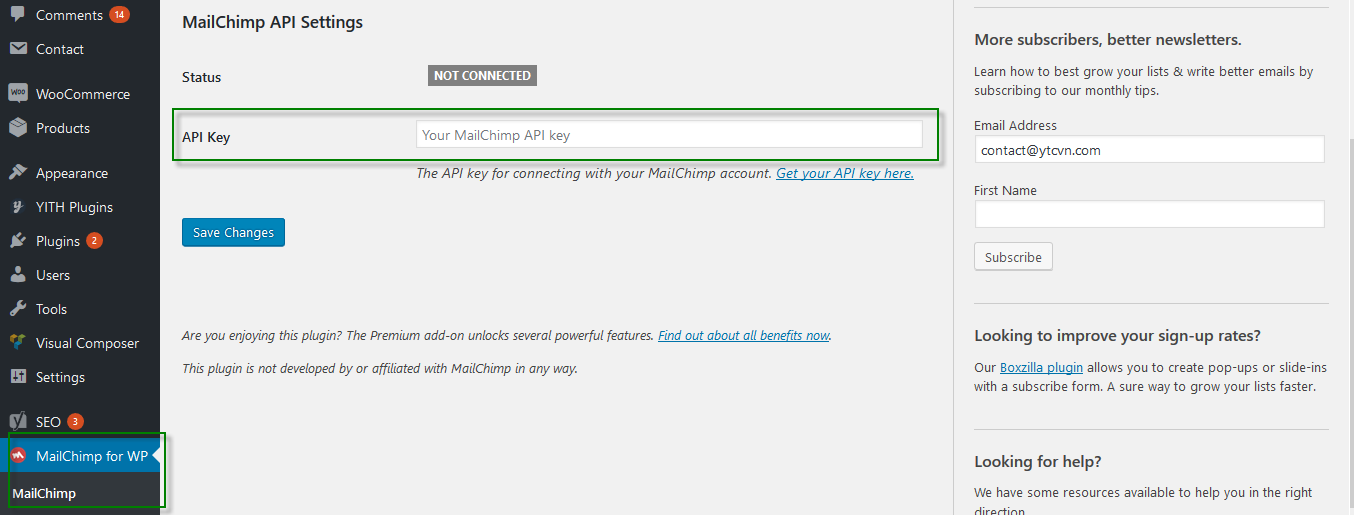 Comments 14
Contact
WooCommerce
Products
Appearance
YITH Plugins
Plugins 2
Users
Tools
Visual Composer
Settings
SEO 3
MailChimp for WP
MailChimp
MailChimp API Settings
Status NOT CONNECTED
API Key Your MailChimp API key
The API key for connecting with your MailChimp account. Get your API key here.
Save Changes
Are you enjoying this plugin? The Premium add-on unlocks several powerful features. Find out about all benefits now.
This plugin is not developed by or affiliated with MailChimp in any way.
More subscribers, better newsletters.
Learn how to best grow your lists & write better emails by
subscribing to our monthly tips.
Email Address
contact@ytcvn.com
First Name
Subscribe
Looking to improve your sign-up rates?
Our Boxzilla plugin allows you to create pop-ups or slide-ins
with a subscribe form. A sure way to grow your lists faster.
Looking for help?
We have some resources available to help you in the right
direction.